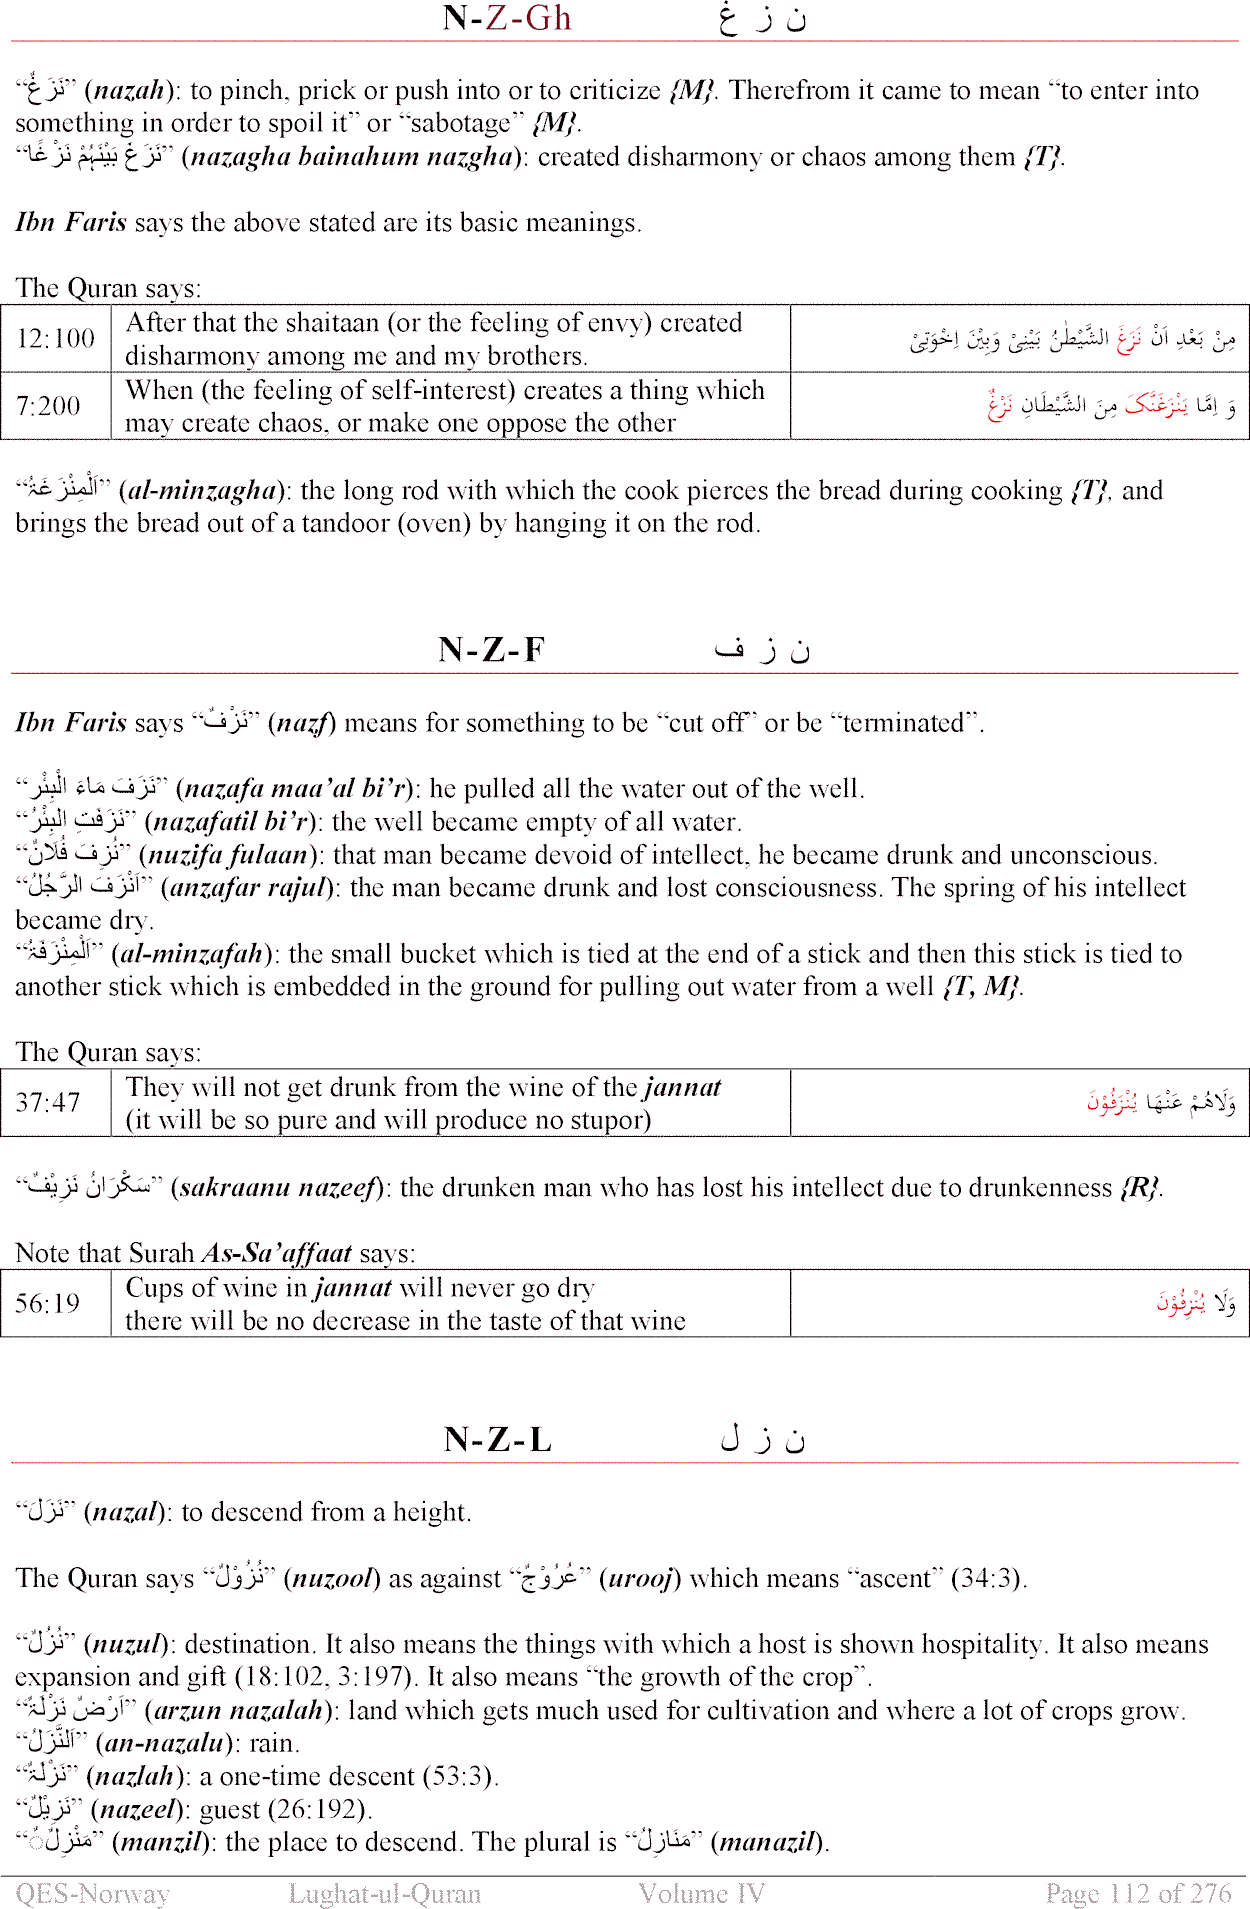 N-Z-Gh ن ز غ
“نَزَغٌ” (nazah): to pinch, prick or push into or to criticize {M}. Therefrom it came to mean “to enter into
something in order to spoil it” or “sabotage” {M}.
“نَزَغَ بَيْنَہُمْ نَزْغًا” (nazagha bainahum nazgha): created disharmony or chaos among them {T}.
Ibn Faris says the above stated are its basic meanings.
The Quran says:
12:100 After that the shaitaan (or the feeling of envy) created مِنْ بَعْدِ اَنْ نَزَغَ الشَّيْطٰنُ بَيْنِیْ وَبَيْنَ اِخْوَتِیْ
disharmony among me and my brothers.
7:200 When (the feeling of self-interest) creates a thing which وَ اِمَّا يَنْزَغَنَّکَ مِنَ الشَّيْطَانِ نَزْغٌ
may create chaos, or make one oppose the other
“اَلْمِنْزَغَۃُ” (al-minzagha): the long rod with which the cook pierces the bread during cooking {T}, and
brings the bread out of a tandoor (oven) by hanging it on the rod.
N-Z-F ن ز ف
Ibn Faris says “نَزْفٌ” (nazf) means for something to be “cut off” or be “terminated”.
“نَزَفَ مَاءَ الْبِئْرِ” (nazafa maa’al bi’r): he pulled all the water out of the well.
“نَزَفَتِ البِئْرُ” (nazafatil bi’r): the well became empty of all water.
“نُزِفَ فُلَانٌ” (nuzifa fulaan): that man became devoid of intellect, he became drunk and unconscious.
“اَنْزَفَ الرَّجُلُ” (anzafar rajul): the man became drunk and lost consciousness. The spring of his intellect
became dry.
“اَلْمِنْزَفَۃُ” (al-minzafah): the small bucket which is tied at the end of a stick and then this stick is tied to
another stick which is embedded in the ground for pulling out water from a well {T, M}.
The Quran says:
37:47 They will not get drunk from the wine of the jannat وَلَاهُمْ عَنْهَا يُنْزَفُوْنَ
(it will be so pure and will produce no stupor)
“سَكْرَانُ نَزِيْفٌ” (sakraanu nazeef): the drunken man who has lost his intellect due to drunkenness {R}.
Note that Surah As-Sa’affaat says:
56:19 Cups of wine in jannat will never go dry وَلَا يُنْزِفُوْنَ
there will be no decrease in the taste of that wine
N-Z-L ن ز ل
“نَزَلَ” (nazal): to descend from a height.
The Quran says “نُزُوْلٌ” (nuzool) as against “عُرُوْجٌ” (urooj) which means “ascent” (34:3).
“نُزُلٌ” (nuzul): destination. It also means the things with which a host is shown hospitality. It also means
expansion and gift (18:102, 3:197). It also means “the growth of the crop”.
“اَرْضٌ نَزْلَۃٌ” (arzun nazalah): land which gets much used for cultivation and where a lot of crops grow.
“اَلنَّزَلُ” (an-nazalu): rain.
“نَزْلَۃٌ” (nazlah): a one-time descent (53:3).
“نَزِيْلٌ” (nazeel): guest (26:192).
“مَنْزِلٌ” (manzil): the place to descend. The plural is “مَنَازِلُ” (manazil).
QES-Norway Lughat-ul-Quran Volume IV Page 112 of 276